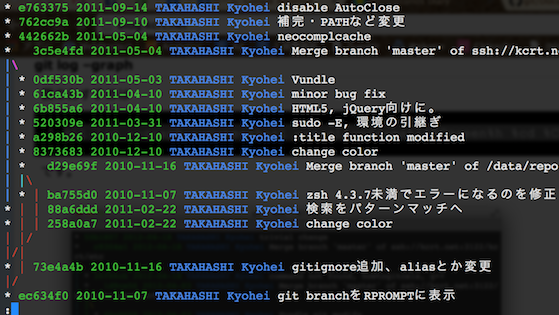 * e763375 2011-09-14 TAKAHASHI Kyohei disable AutoClose
* 762cc9a 2011-09-10 TAKAHASHI Kyohei 補完・PATHなど変更
* 442662b 2011-05-04 TAKAHASHI Kyohei neocomplcache
* 3c5e4fd 2011-05-04 TAKAHASHI Kyohei Merge branch 'master' of ssh://kcrt.n
|\
git log --graph
| * 0df530b 2011-05-03 TAKAHASHI Kyohei Vundle
| * 61ca43b 2011-04-10 TAKAHASHI Kyohei minor bug fix
| * 6b855a6 2011-04-10 TAKAHASHI Kyohei HTML5, jQuery向けに。
| * 520309e 2011-03-31 TAKAHASHI Kyohei sudo -E, 環境の引継ぎ
| * a298b26 2010-12-10 TAKAHASHI Kyohei :title function modified
| * 8373683 2010-12-10 TAKAHASHI Kyohei change color
| * d29e69f 2010-11-16 TAKAHASHI Kyohei Merge branch 'master' of /data/repo
| |\
| * | ba755d0 2010-11-07 TAKAHASHI Kyohei zsh 4.3.7未満でエラーになるのを修正
* | | 88a6ddd 2011-02-22 TAKAHASHI Kyohei 検索をパターンマッチへ
* | | 258a0a7 2011-02-22 TAKAHASHI Kyohei change color
| |/
|/|
* | 73e4a4b 2010-11-16 TAKAHASHI Kyohei gitignore追加、aliasとか変更
|/
* ec634f0 2010-11-07 TAKAHASHI Kyohei git branchをRPROMPTに表示
: